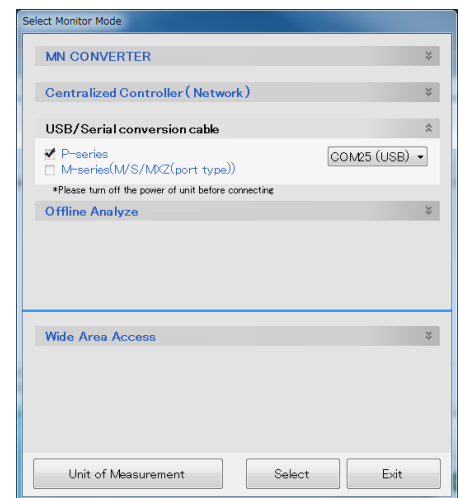 Select Monitor Mode
MN CONVERTER
Centralized Controller (Network)
USB/Serial conversion cable
P-series
COM25 (USB)
M-series(M/S/MXZ(port type))
*Please turn off the power of unit before connecting
Offline Analyze
Wide Area Access
Unit of Measurement
Select
Exit